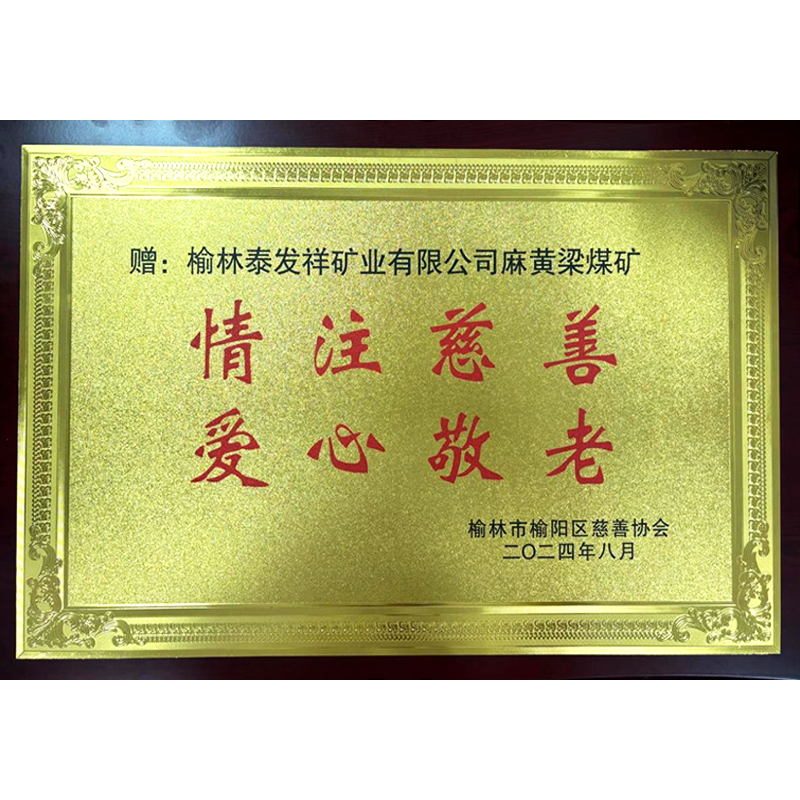 赠：榆林泰发祥矿业有限公司麻黄梁煤矿
情注慈善
爱心敬老
榆林市榆阳区慈善协会
二〇二四年八月